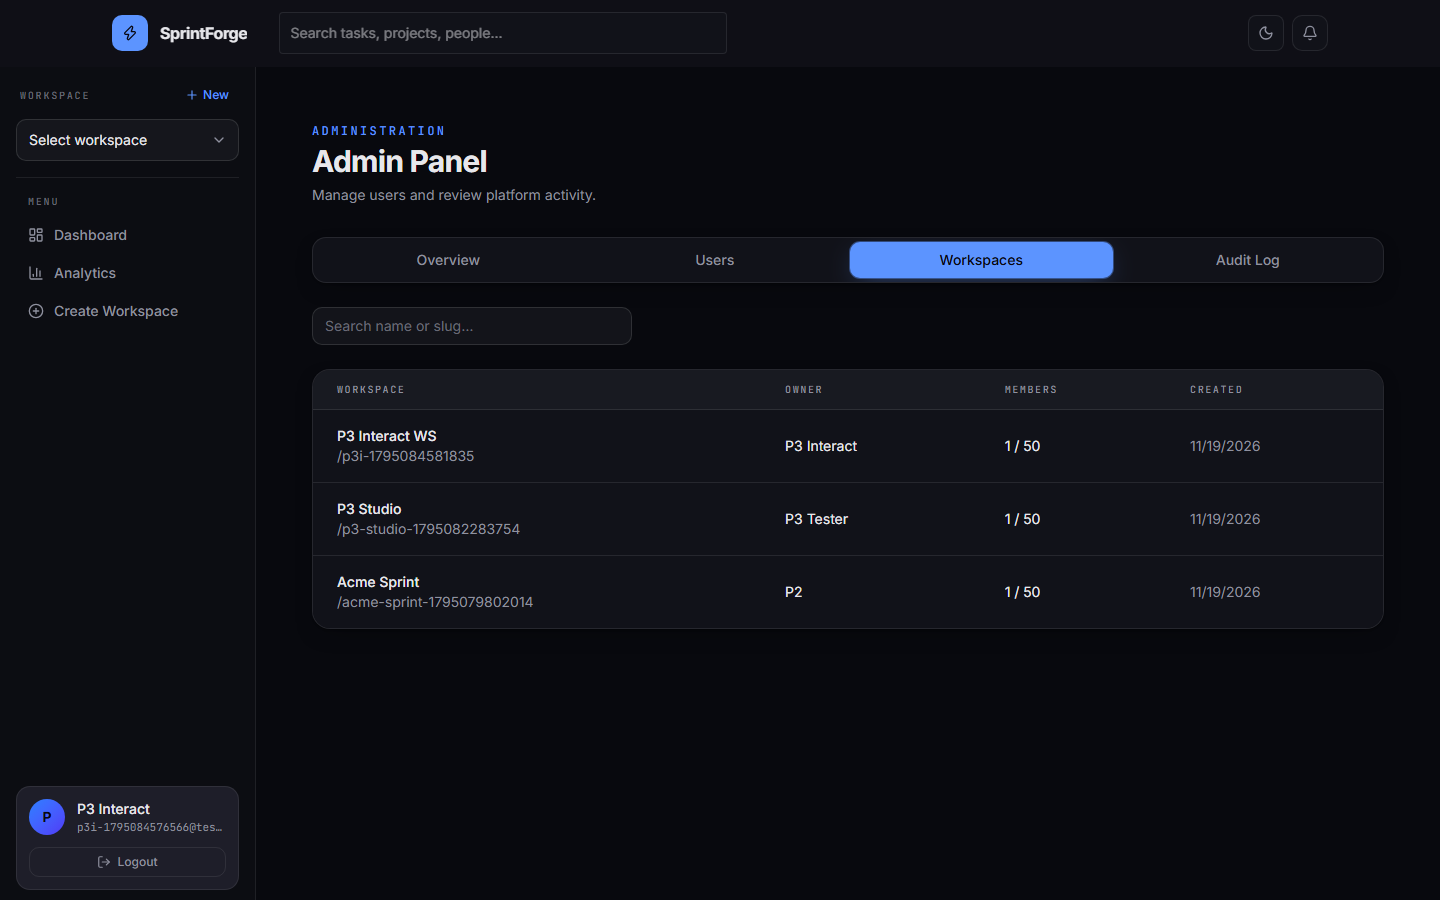 SprintForge
Search tasks, projects, people...
WORKSPACE
New
Select workspace
MENU
Dashboard
Analytics
Create Workspace
P
P3 Interact
p3i-1795084576566@tes…
Logout
ADMINISTRATION
Admin Panel
Manage users and review platform activity.
Overview
Users
Workspaces
Audit Log
Search name or slug...
WORKSPACE OWNER MEMBERS CREATED
P3 Interact WS
/p3i-1795084581835
P3 Interact 1 / 50 11/19/2026
P3 Studio
/p3-studio-1795082283754
P3 Tester 1 / 50 11/19/2026
Acme Sprint
/acme-sprint-1795079802014
P2 1 / 50 11/19/2026